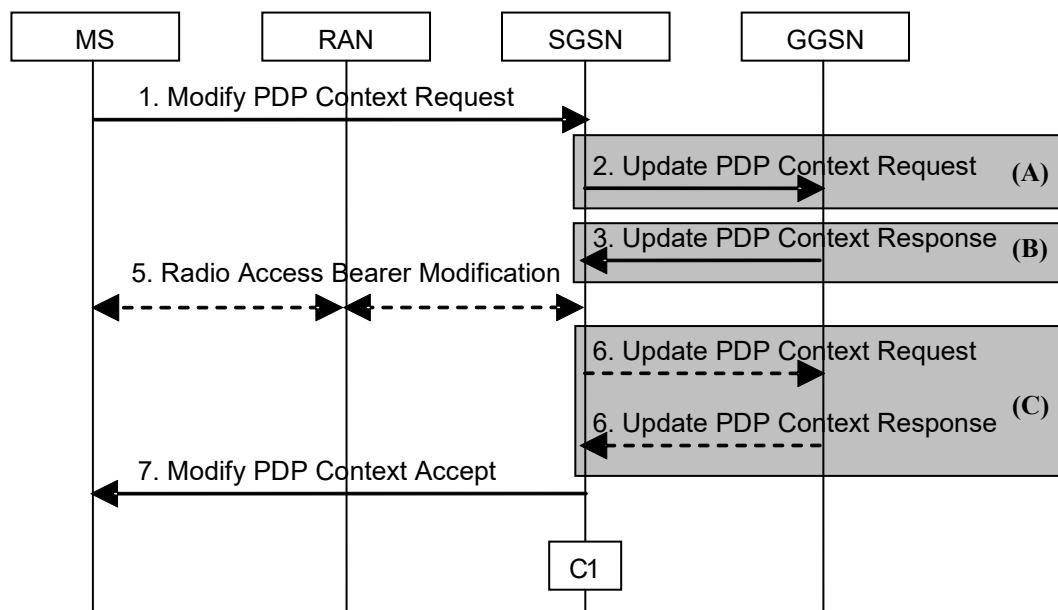 MS
RAN
SGSN
GGSN
1. Modify PDP Context Request
2. Update PDP Context Request
(A)
3. Update PDP Context Response
(B)
5. Radio Access Bearer Modification
6. Update PDP Context Request
(C)
6. Update PDP Context Response
7. Modify PDP Context Accept
C1